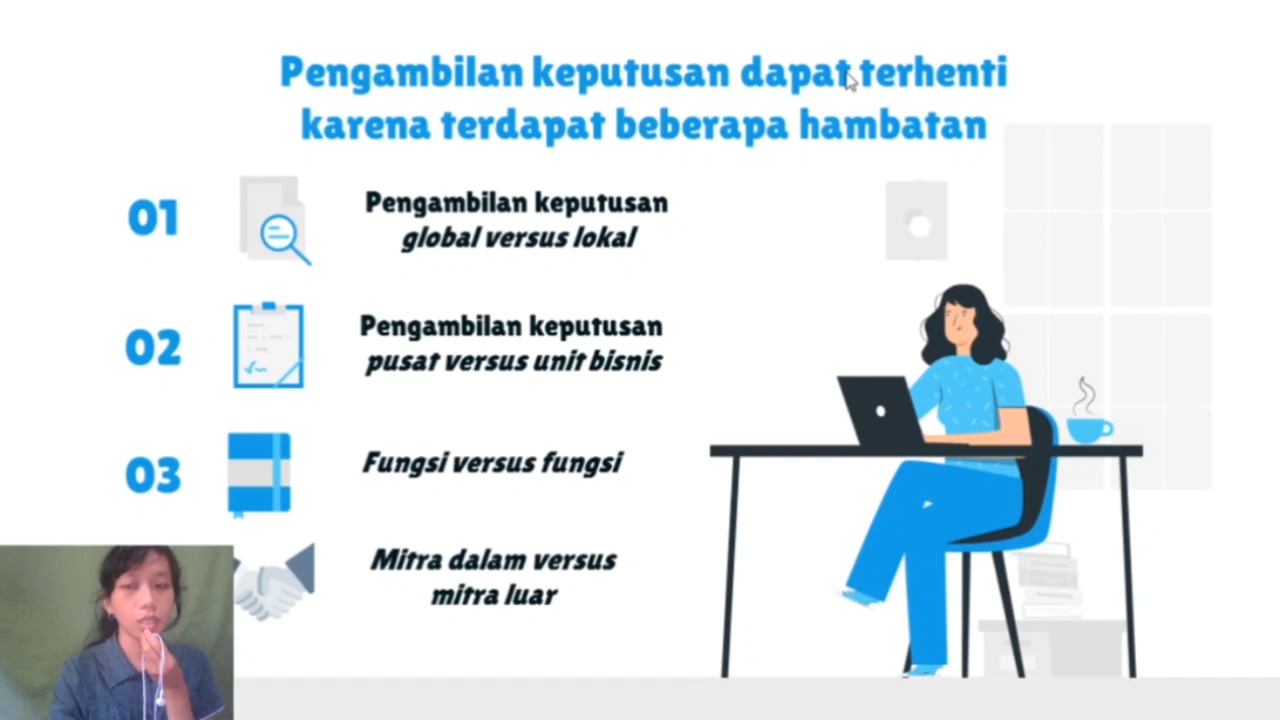 Pengambilan keputusan dapat terhenti
karena terdapat beberapa hambatan
01
Pengambilan keputusan
global versus lokal
02
Pengambilan keputusan
pusat versus unit bisnis
03
Fungsi versus fungsi
Mitra dalam versus
mitra luar